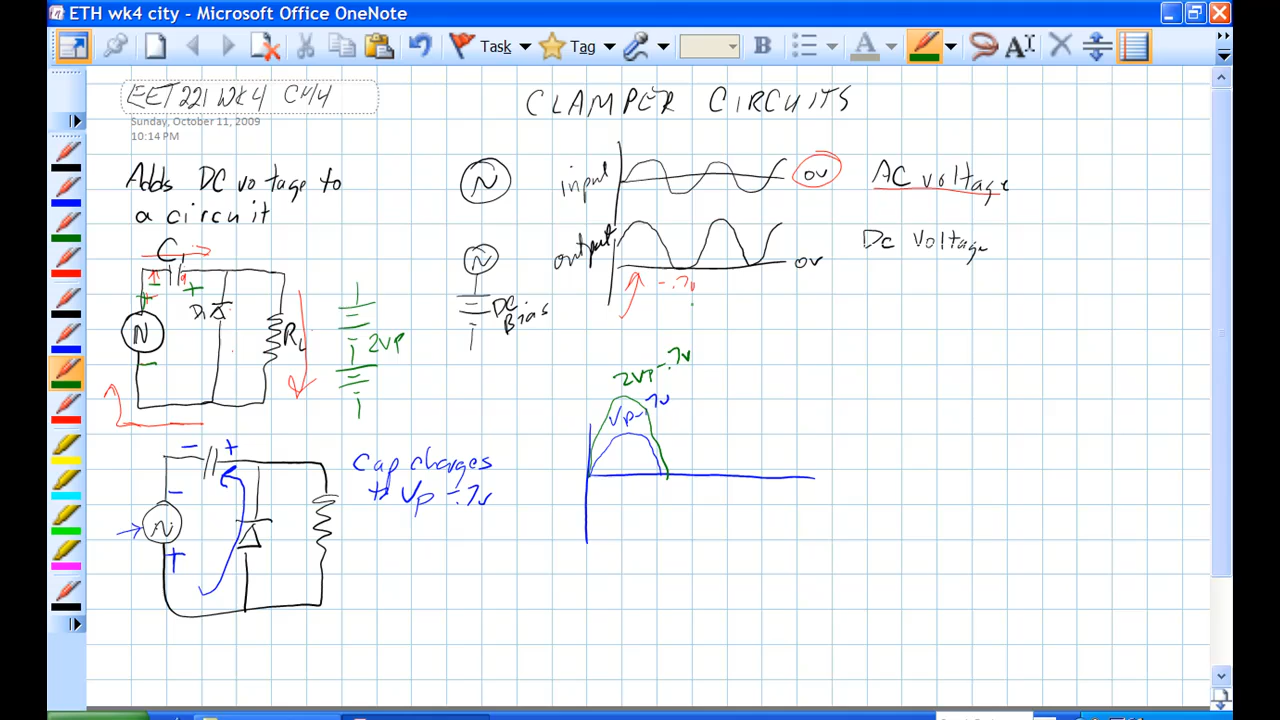 ETH wk4 city - Microsoft Office OneNote
Task
Tag
B
A
A
EET221 WK4 CH4
Sunday, October 11, 2009
10:14 PM
CLAMPER CIRCUITS
Adds DC voltage to
a circuit
input
0V
AC voltage
output
0V
DC Voltage
-.7V
C1
D1
RL
2VP
DC
Bias
2VP-.7V
VP-.7V
Cap charges
to VP -.7V